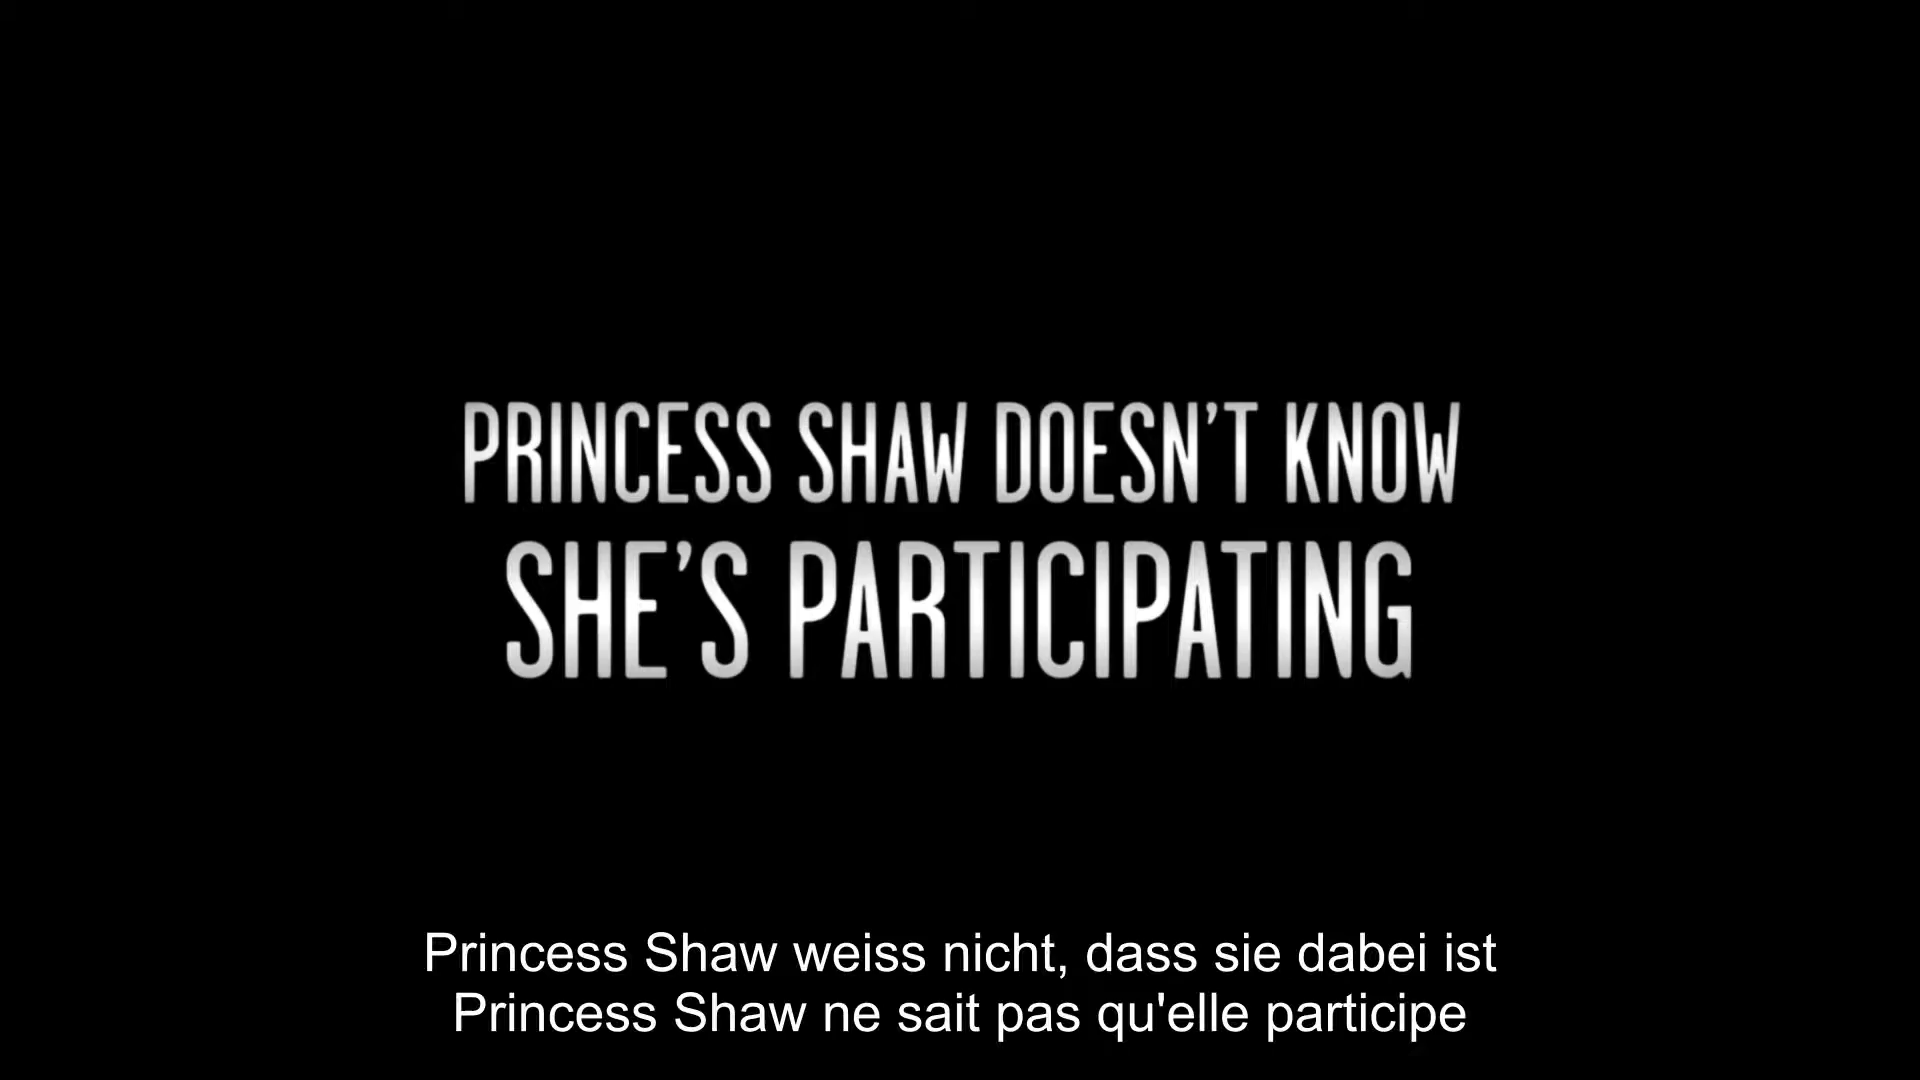 PRINCESS SHAW DOESN'T KNOW
SHE'S PARTICIPATING
Princess Shaw weiss nicht, dass sie dabei ist
Princess Shaw ne sait pas qu'elle participe